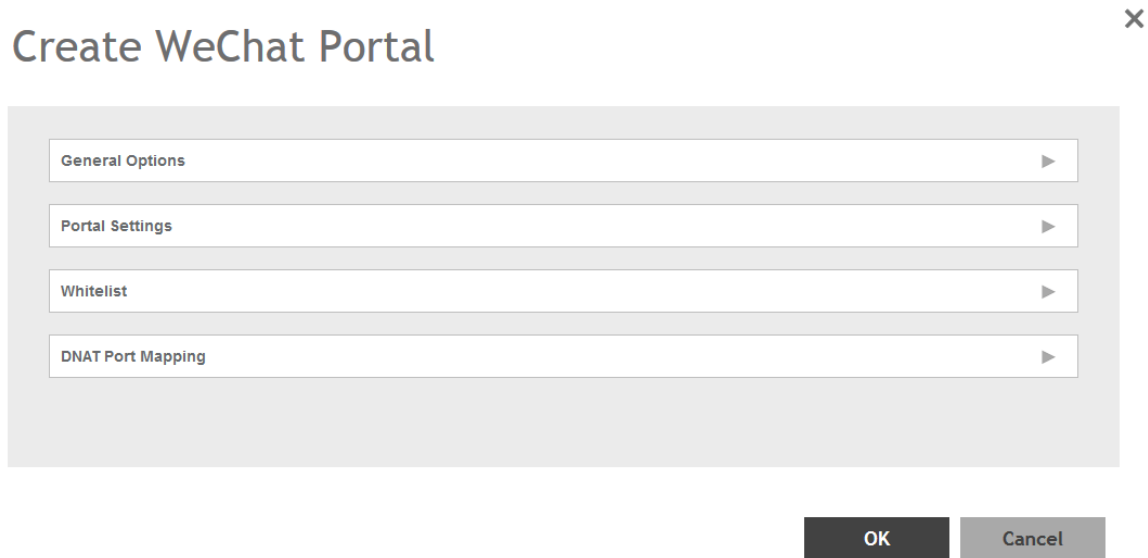 Create WeChat Portal
General Options
Portal Settings
Whitelist
DNAT Port Mapping
OK
Cancel